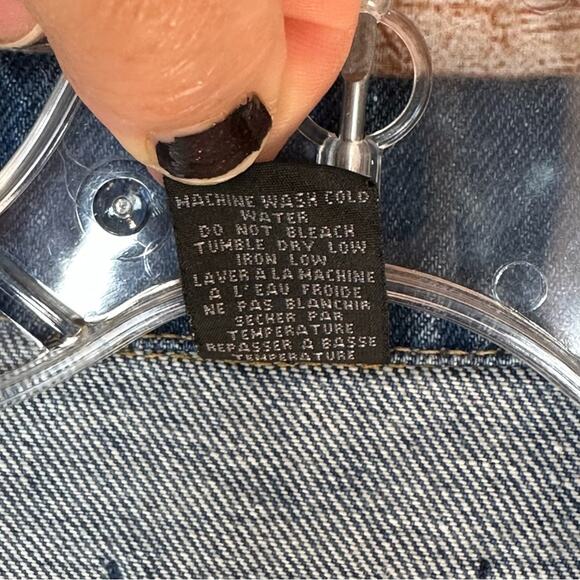 MACHINE WASH COLD
WATER
DO NOT BLEACH
TUMBLE DRY LOW
IRON LOW
LAVER A LA MACHINE
A L'EAU FROIDE
NE PAS BLANCHIR
SECHER PAR
TEMPERATURE
REPASSER A BASSE
TEMPERATURE